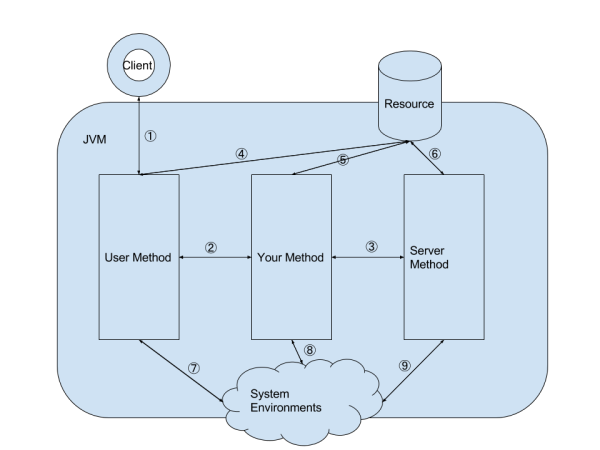 Client
Resource
JVM
①
④
⑤
⑥
User Method
②
Your Method
③
Server
Method
⑦
⑧
⑨
System
Environments